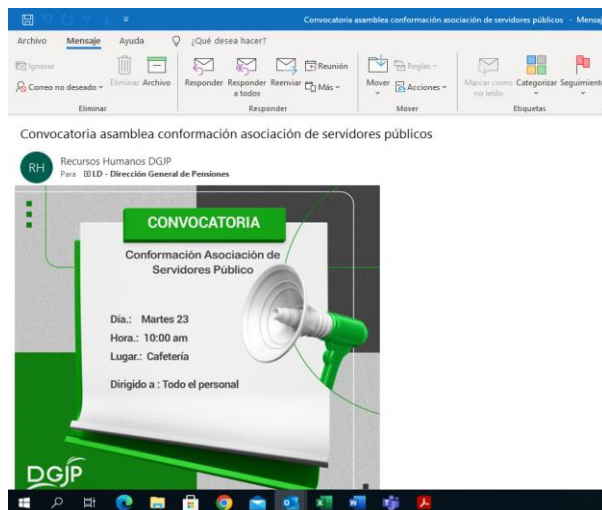 Convocatoria asamblea conformación asociación de servidores públicos - Mensaj
Archivo Mensaje Ayuda ¿Qué desea hacer?
Ignorar
Correo no deseado
Eliminar Archivo
Responder Responder a todos Reenviar
Reunión
Más
Mover
Reglas
Acciones
Marcar como no leído
Categorizar Seguimiento
Eliminar Responder Mover Etiquetas
Convocatoria asamblea conformación asociación de servidores públicos
RH
Recursos Humanos DGJP
Para LD - Dirección General de Pensiones
CONVOCATORIA
Conformación Asociación de
Servidores Público
Día.: Martes 23
Hora.: 10:00 am
Lugar.: Cafetería
Dirigido a : Todo el personal
DGJP